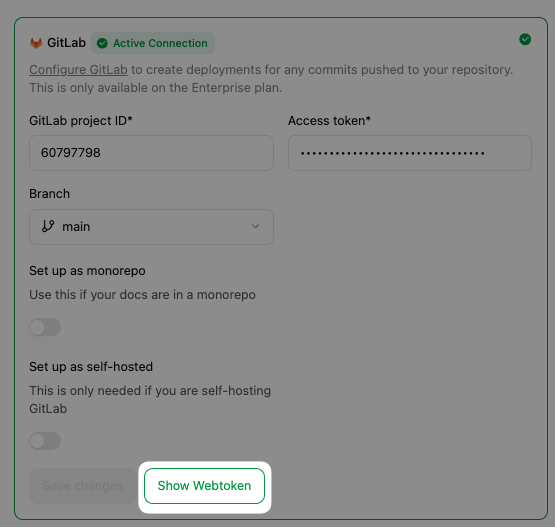 GitLab Active Connection
Configure GitLab to create deployments for any commits pushed to your repository.
This is only available on the Enterprise plan.
GitLab project ID* Access token*
60797798 ••••••••••••••••••••••••••••••••
Branch
main
Set up as monorepo
Use this if your docs are in a monorepo
Set up as self-hosted
This is only needed if you are self-hosting
GitLab
Save changes Show Webtoken